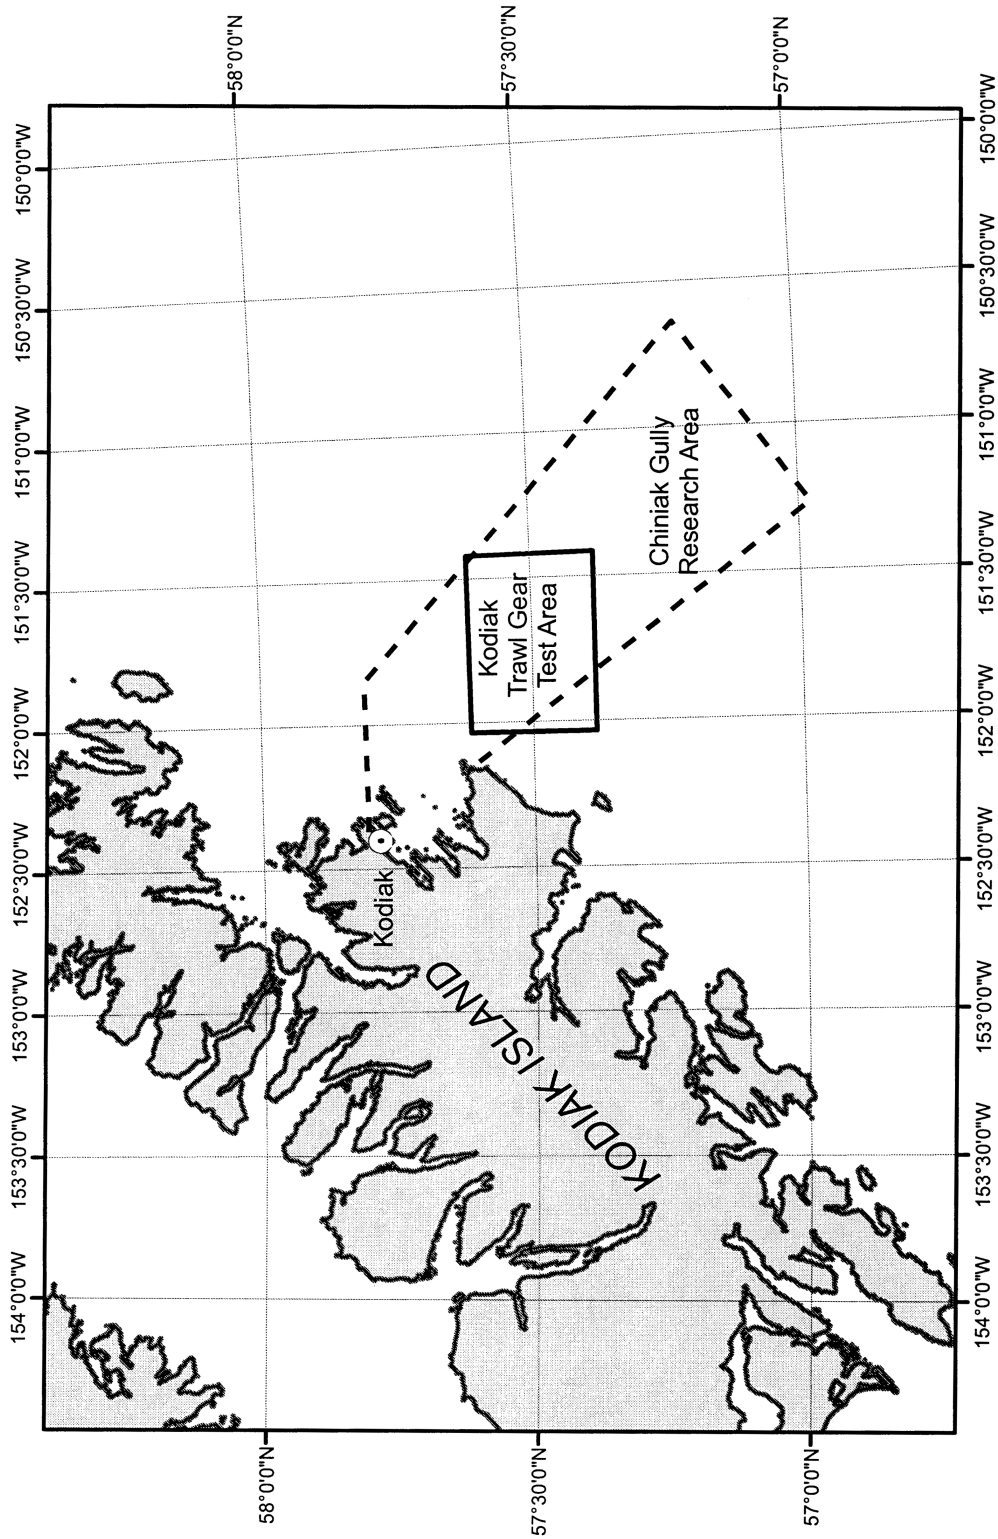 154°0'0"W
153°30'0"W
153°0'0"W
152°30'0"W
152°0'0"W
151°30'0"W
151°0'0"W
150°30'0"W
150°0'0"W
58°0'0"N
58°0'0"N
Kodiak
KODIAK ISLAND
Kodiak
Trawl Gear
Test Area
57°30'0"N
57°30'0"N
Chiniak Gully
Research Area
57°0'0"N
57°0'0"N
154°0'0"W
153°30'0"W
153°0'0"W
152°30'0"W
152°0'0"W
151°30'0"W
151°0'0"W
150°30'0"W
150°0'0"W